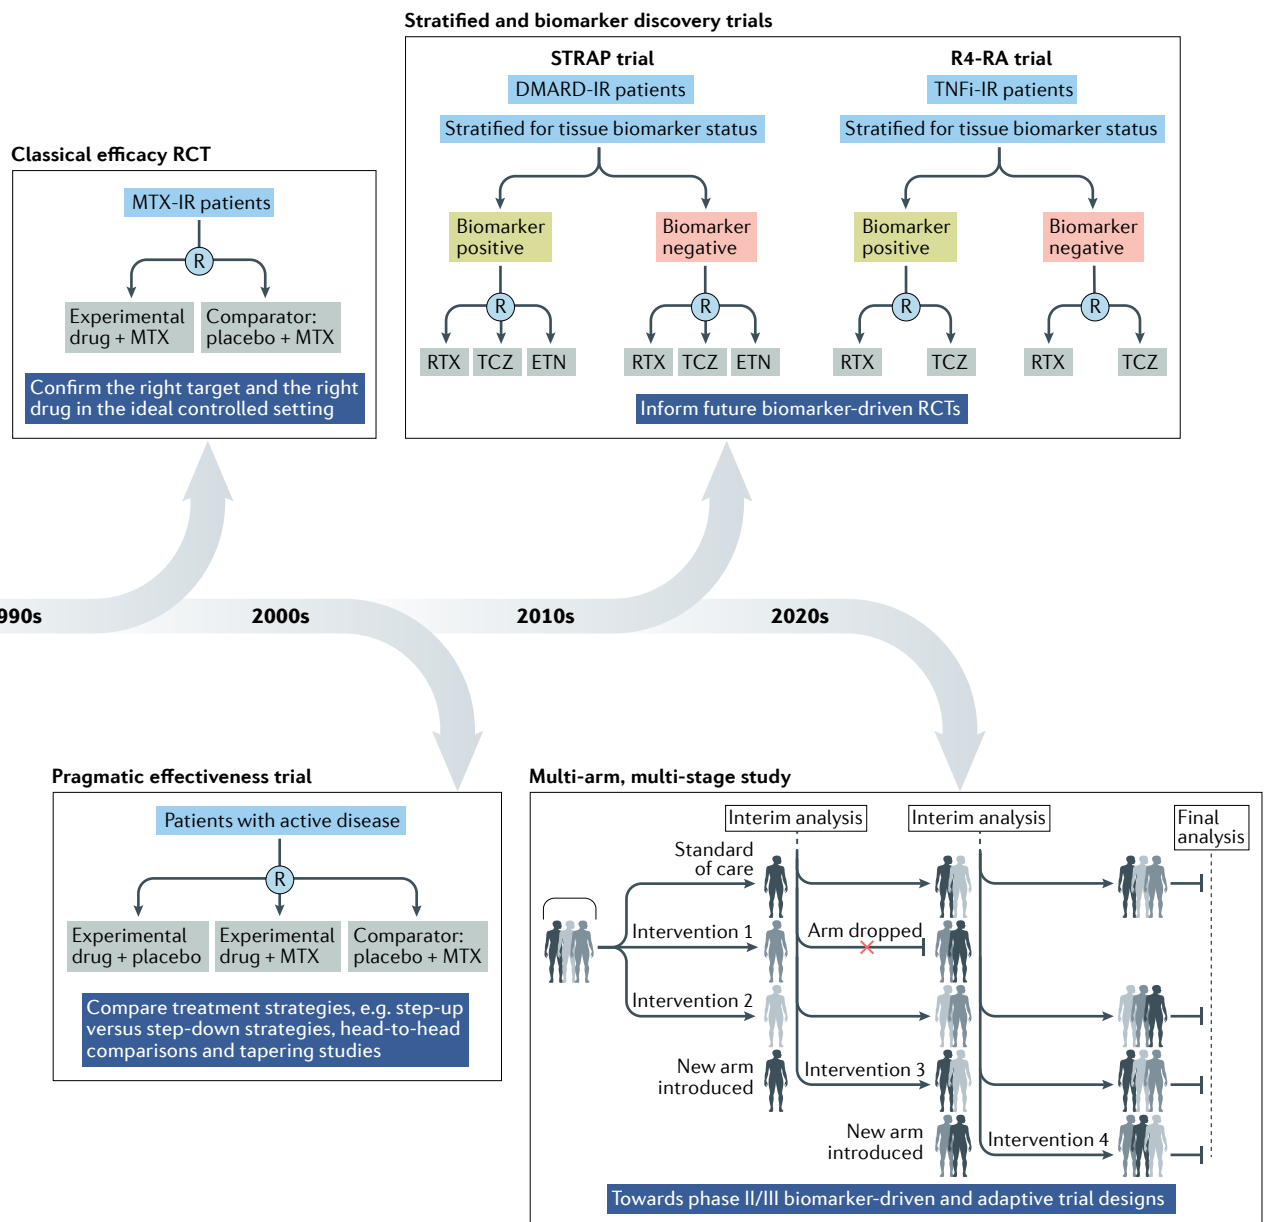 Stratified and biomarker discovery trials
STRAP trial
DMARD-IR patients
Stratified for tissue biomarker status
Biomarker
positive
Biomarker
negative
R
R
RTX
TCZ
ETN
RTX
TCZ
ETN
R4-RA trial
TNFi-IR patients
Stratified for tissue biomarker status
Biomarker
positive
Biomarker
negative
R
R
RTX
TCZ
RTX
TCZ
Inform future biomarker-driven RCTs
Classical efficacy RCT
MTX-IR patients
R
Experimental
drug + MTX
Comparator:
placebo + MTX
Confirm the right target and the right
drug in the ideal controlled setting
990s
2000s
2010s
2020s
Pragmatic effectiveness trial
Patients with active disease
R
Experimental
drug + placebo
Experimental
drug + MTX
Comparator:
placebo + MTX
Compare treatment strategies, e.g. step-up
versus step-down strategies, head-to-head
comparisons and tapering studies
Multi-arm, multi-stage study
Interim analysis
Interim analysis
Final
analysis
Standard
of care
Intervention 1
Arm dropped
Intervention 2
New arm
introduced
Intervention 3
New arm
introduced
Intervention 4
Towards phase II/III biomarker-driven and adaptive trial designs